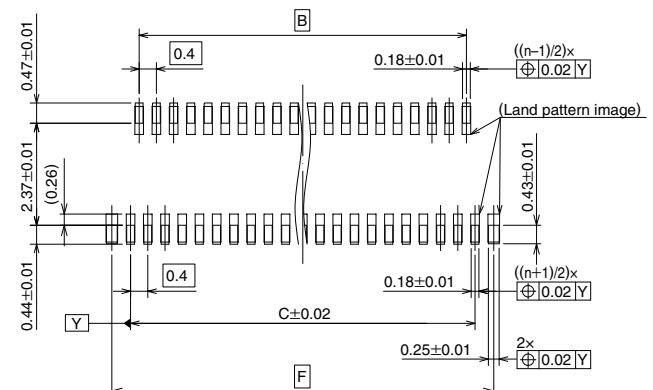 B
0.4
0.18±0.01
((n−1)/2)×
⌖ 0.02 Y
0.47±0.01
(Land pattern image)
2.37±0.01
(0.26)
0.43±0.01
0.44±0.01
0.4
0.18±0.01
((n+1)/2)×
⌖ 0.02 Y
Y
C±0.02
0.25±0.01
2×
⌖ 0.02 Y
F